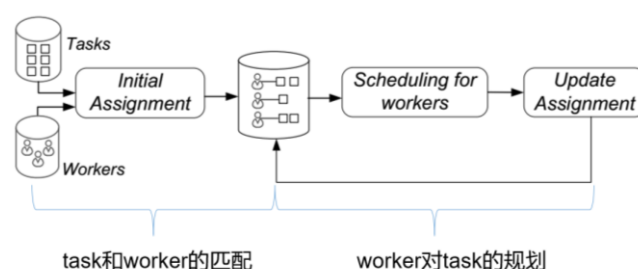 Tasks
Initial
Assignment
Workers
Scheduling for
workers
Update
Assignment
task和worker的匹配
worker对task的规划